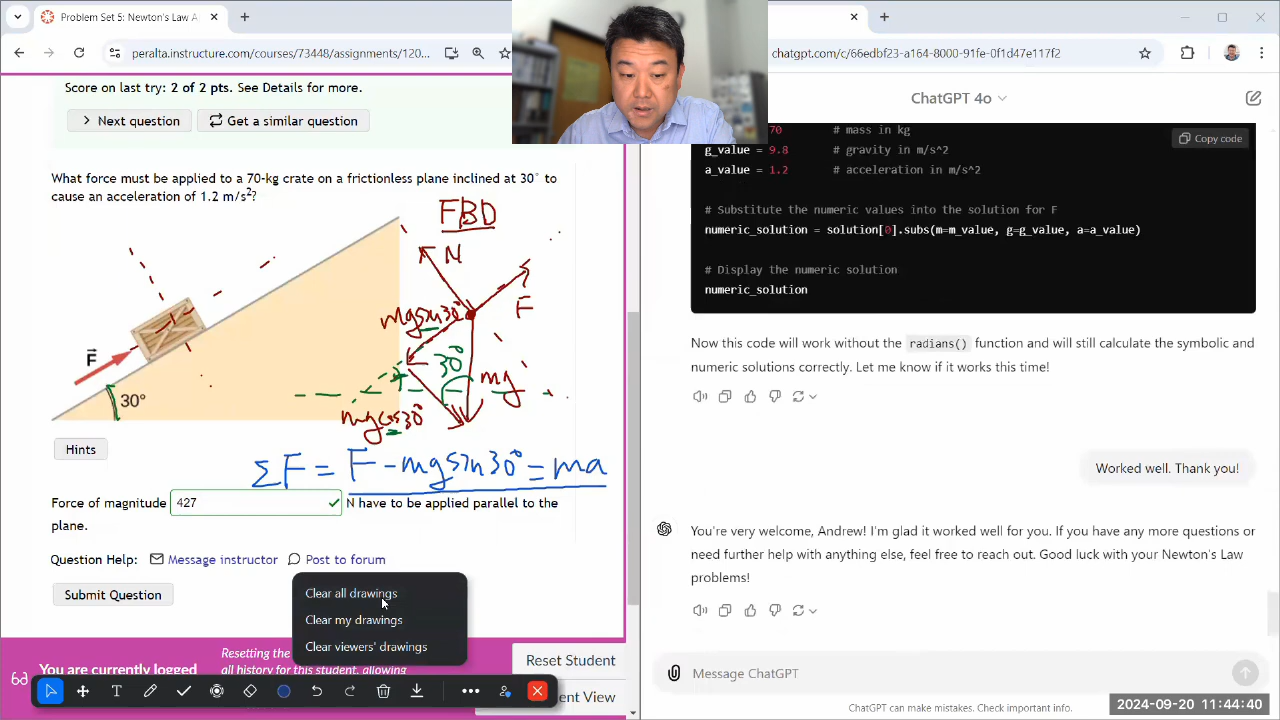 Problem Set 5: Newton's Law A
peralta.instructure.com/courses/73448/assignments/120...
chatgpt.com/c/66edbf23-a164-8000-91fe-0f1d47e117f2
Score on last try: 2 of 2 pts. See Details for more.
Next question
Get a similar question
What force must be applied to a 70-kg crate on a frictionless plane inclined at 30° to
cause an acceleration of 1.2 m/s²?
FBD
N
F
mgsin30°
30°
mg
mgcos30°
F
30°
ΣF = F - mgsin30° = ma
Hints
Force of magnitude 427 N have to be applied parallel to the
plane.
Question Help: Message instructor Post to forum
Submit Question
Clear all drawings
Clear my drawings
Clear viewers' drawings
Resetting the
all history for this student, allowing
You are currently logged
Reset Student
ent View
ChatGPT 4o
70 # mass in kg
Copy code
g_value = 9.8 # gravity in m/s^2
a_value = 1.2 # acceleration in m/s^2
# Substitute the numeric values into the solution for F
numeric_solution = solution[0].subs(m=m_value, g=g_value, a=a_value)
# Display the numeric solution
numeric_solution
Now this code will work without the radians() function and will still calculate the symbolic and
numeric solutions correctly. Let me know if it works this time!
Worked well. Thank you!
You're very welcome, Andrew! I'm glad it worked well for you. If you have any more questions or
need further help with anything else, feel free to reach out. Good luck with your Newton's Law
problems!
Message ChatGPT
ChatGPT can make mistakes. Check important info.
2024-09-20 11:44:40